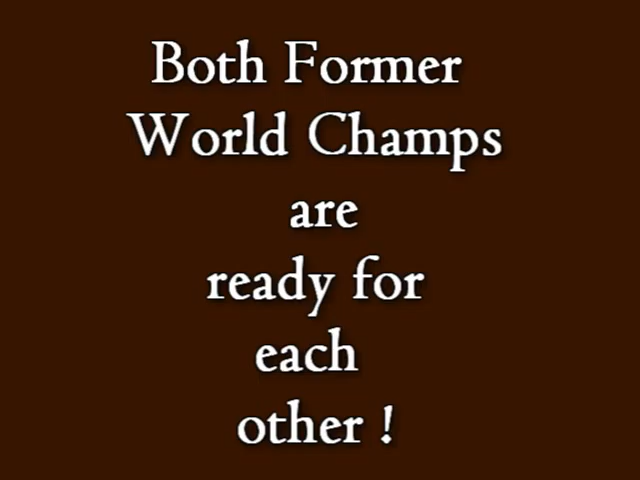 Both Former
World Champs
are
ready for
each
other !